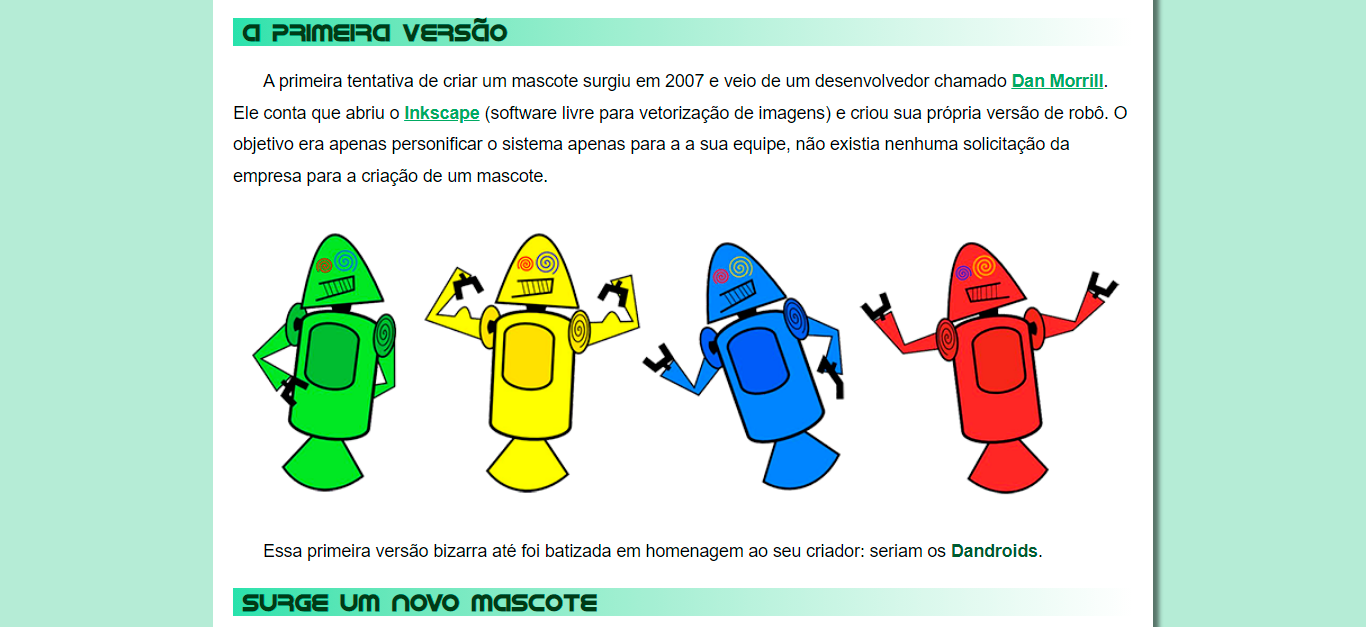 A PRIMEIRA VERSÃO
A primeira tentativa de criar um mascote surgiu em 2007 e veio de um desenvolvedor chamado Dan Morrill.
Ele conta que abriu o Inkscape (software livre para vetorização de imagens) e criou sua própria versão de robô. O
objetivo era apenas personificar o sistema apenas para a a sua equipe, não existia nenhuma solicitação da
empresa para a criação de um mascote.
Essa primeira versão bizarra até foi batizada em homenagem ao seu criador: seriam os Dandroids.
SURGE UM NOVO MASCOTE